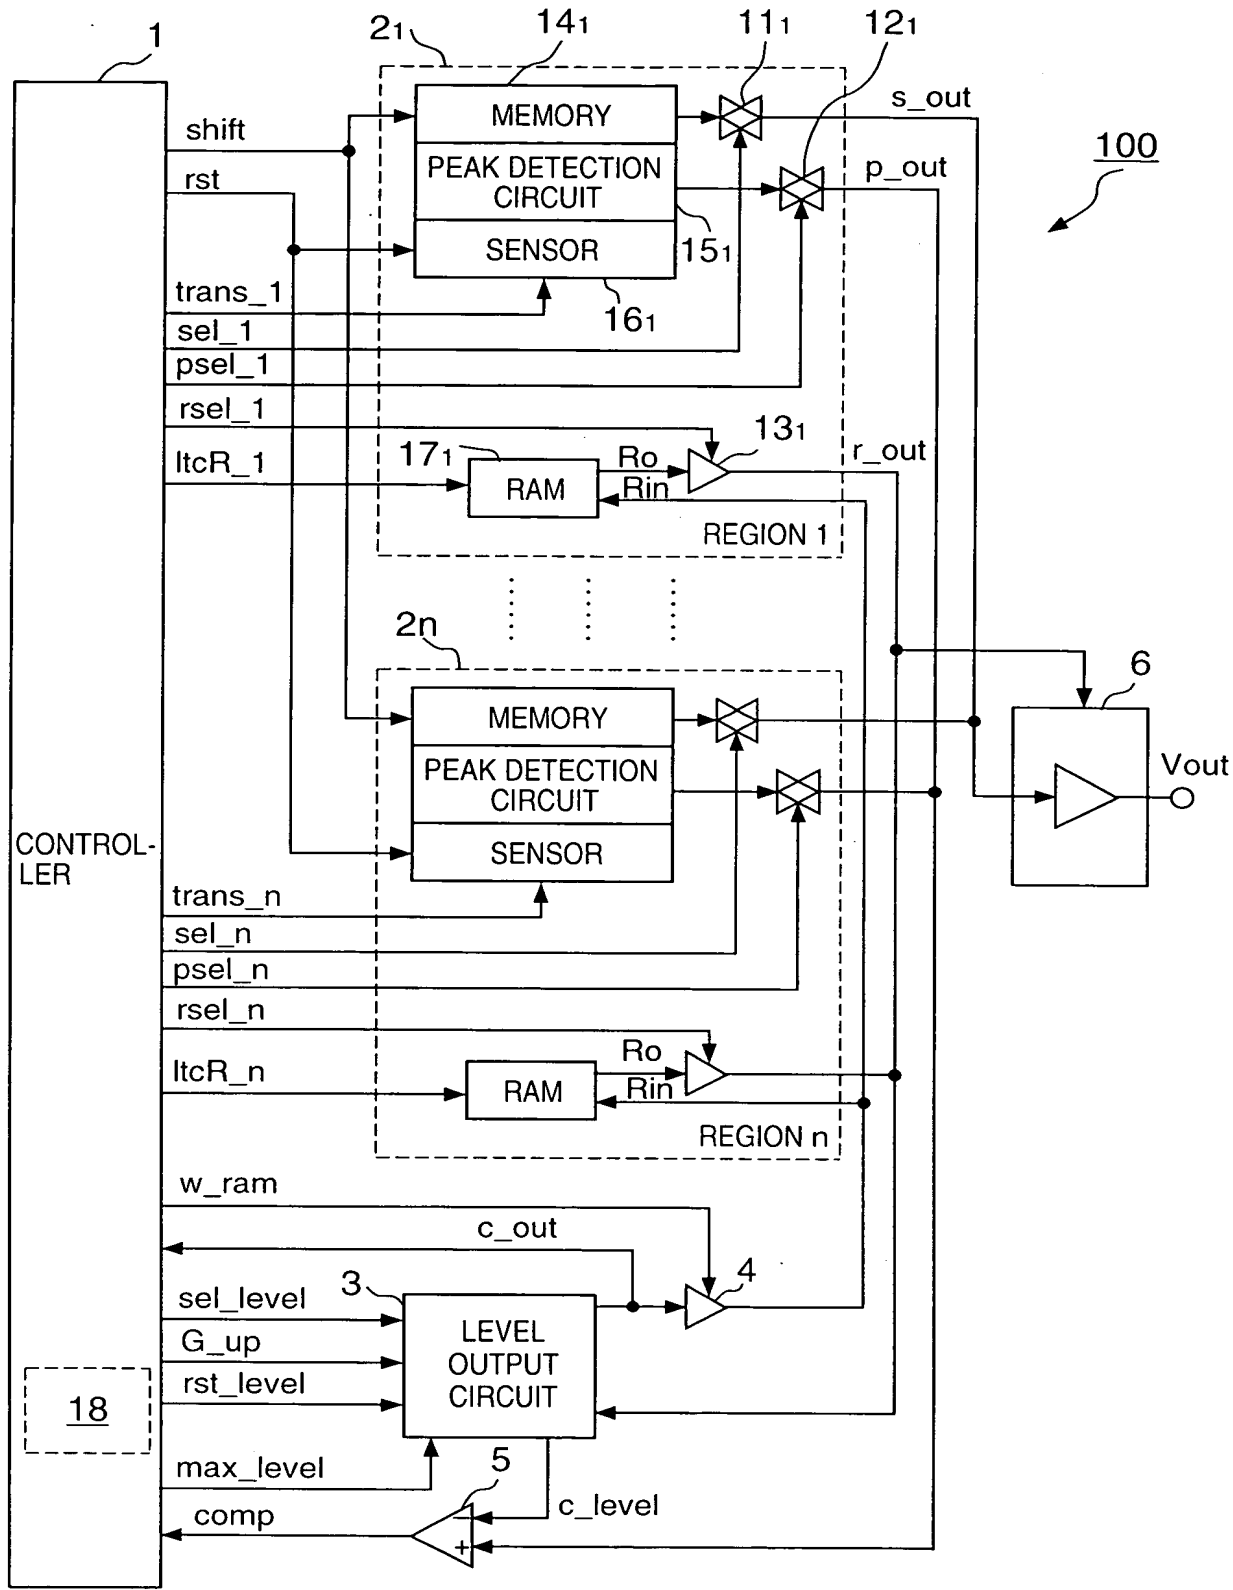 1
2₁
14₁
11₁
12₁
shift
MEMORY
s_out
100
rst
PEAK DETECTION
CIRCUIT
p_out
SENSOR
15₁
trans_1
16₁
sel_1
psel_1
rsel_1
13₁
17₁
Ro
r_out
ltcR_1
RAM
Rin
REGION 1
2n
6
MEMORY
PEAK DETECTION
CIRCUIT
Vout
CONTROL-
LER
SENSOR
trans_n
sel_n
psel_n
rsel_n
Ro
ltcR_n
RAM
Rin
REGION n
w_ram
c_out
3
4
sel_level
LEVEL
OUTPUT
CIRCUIT
G_up
rst_level
18
max_level
5
c_level
comp
−
+